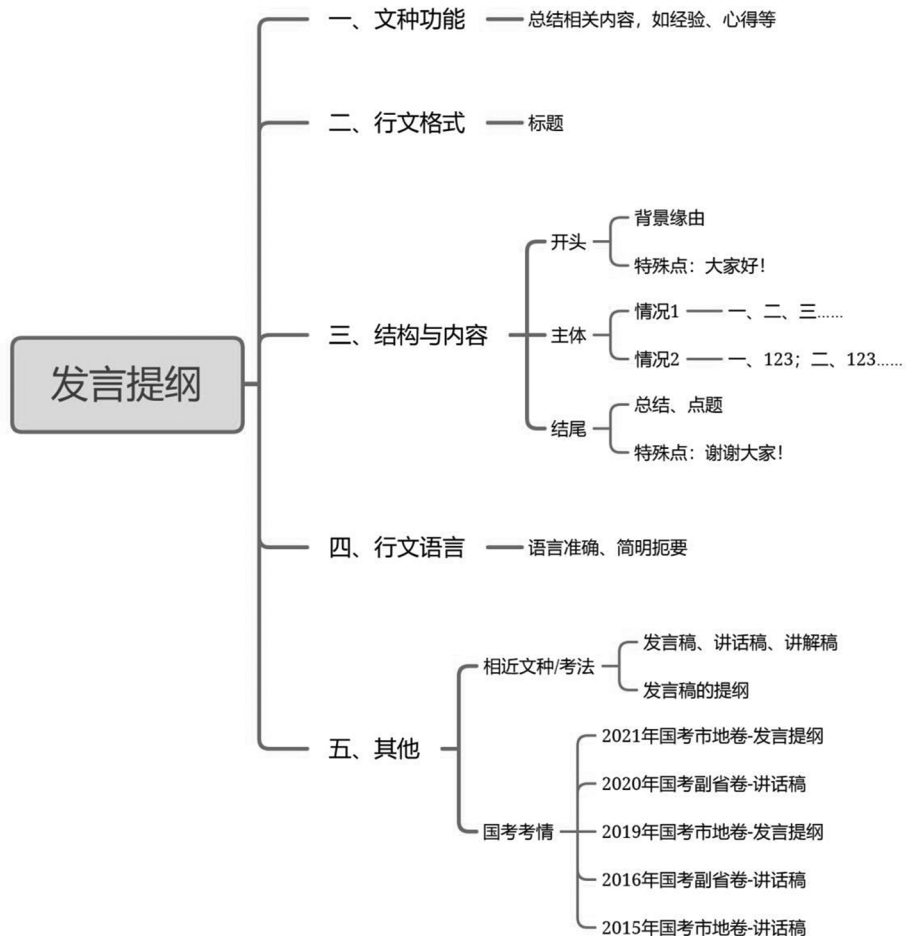 发言提纲
一、文种功能
总结相关内容，如经验、心得等
二、行文格式
标题
三、结构与内容
开头
背景缘由
特殊点：大家好！
主体
情况1
一、二、三……
情况2
一、123；二、123……
结尾
总结、点题
特殊点：谢谢大家！
四、行文语言
语言准确、简明扼要
五、其他
相近文种/考法
发言稿、讲话稿、讲解稿
发言稿的提纲
国考考情
2021年国考市地卷-发言提纲
2020年国考副省卷-讲话稿
2019年国考市地卷-发言提纲
2016年国考副省卷-讲话稿
2015年国考市地卷-讲话稿